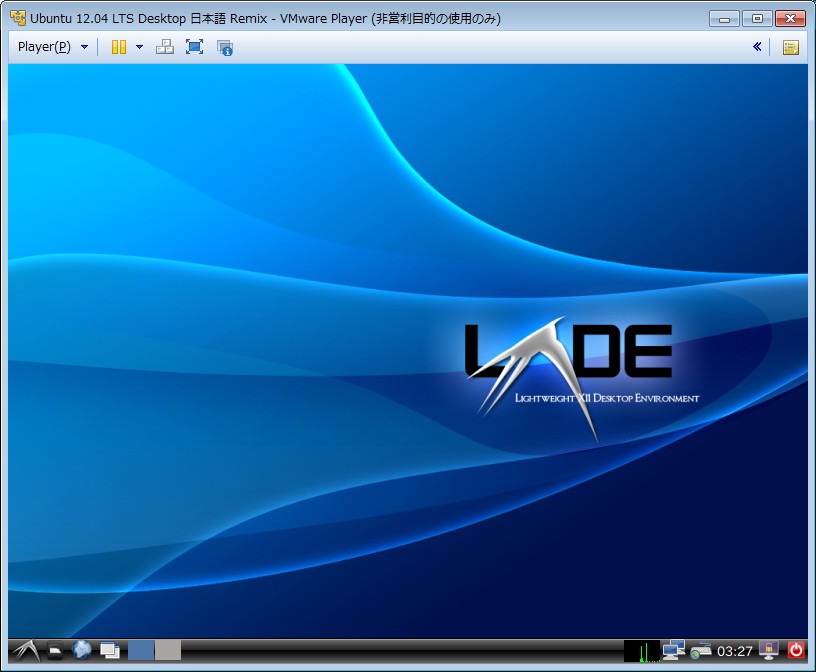 Ubuntu 12.04 LTS Desktop 日本語 Remix - VMware Player (非営利目的の使用のみ)
Player(P)
LXDE
LIGHTWEIGHT X11 DESKTOP ENVIRONMENT
03:27